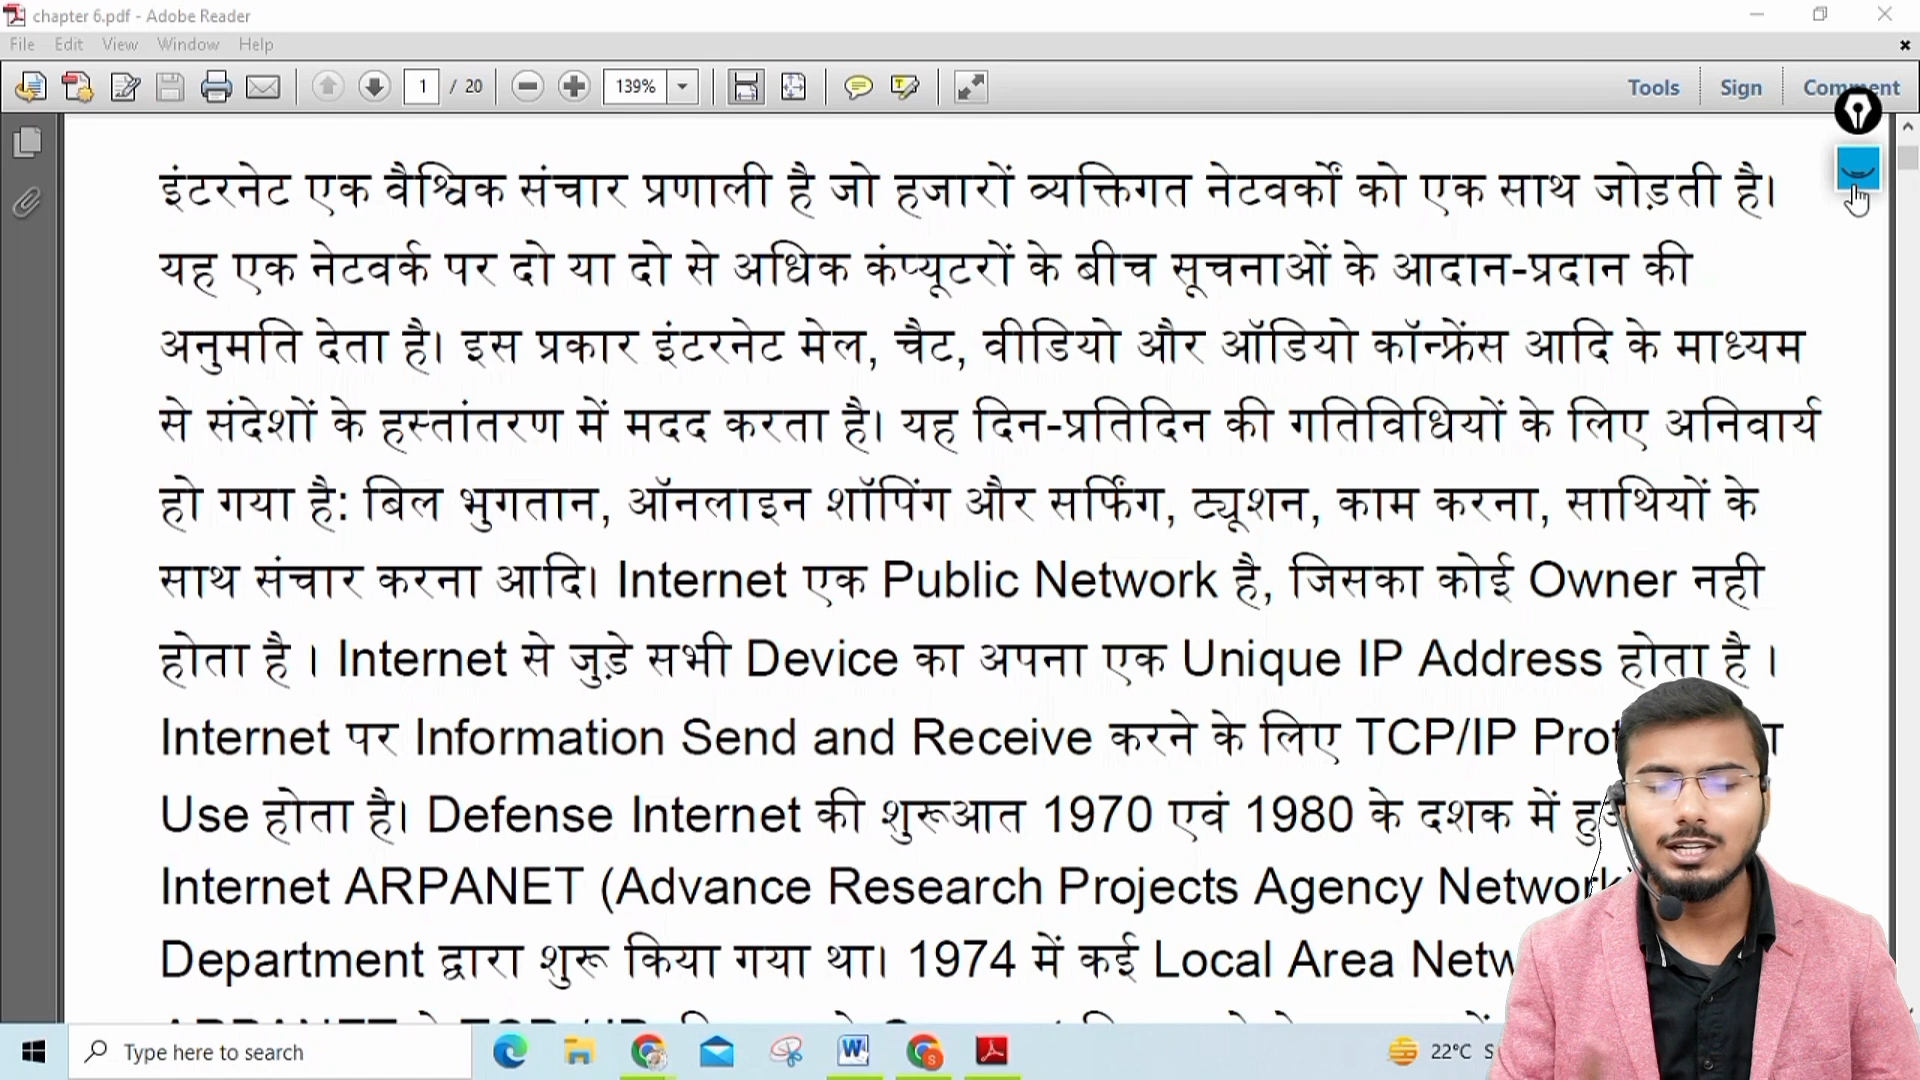 chapter 6.pdf - Adobe Reader
File Edit View Window Help
1 / 20 139% Tools Sign Comment
इंटरनेट एक वैश्विक संचार प्रणाली है जो हजारों व्यक्तिगत नेटवर्कों को एक साथ जोड़ती है।
यह एक नेटवर्क पर दो या दो से अधिक कंप्यूटरों के बीच सूचनाओं के आदान-प्रदान की
अनुमति देता है। इस प्रकार इंटरनेट मेल, चैट, वीडियो और ऑडियो कॉन्फ्रेंस आदि के माध्यम
से संदेशों के हस्तांतरण में मदद करता है। यह दिन-प्रतिदिन की गतिविधियों के लिए अनिवार्य
हो गया है: बिल भुगतान, ऑनलाइन शॉपिंग और सर्फिंग, ट्यूशन, काम करना, साथियों के
साथ संचार करना आदि। Internet एक Public Network है, जिसका कोई Owner नही
होता है । Internet से जुड़े सभी Device का अपना एक Unique IP Address होता है ।
Internet पर Information Send and Receive करने के लिए TCP/IP
Use होता है। Defense Internet की शुरूआत 1970 एवं 1980 के दशक में
Internet ARPANET (Advance Research Projects Agency Network
Department द्वारा शुरू किया गया था। 1974 में कई Local Area
Type here to search 22°C